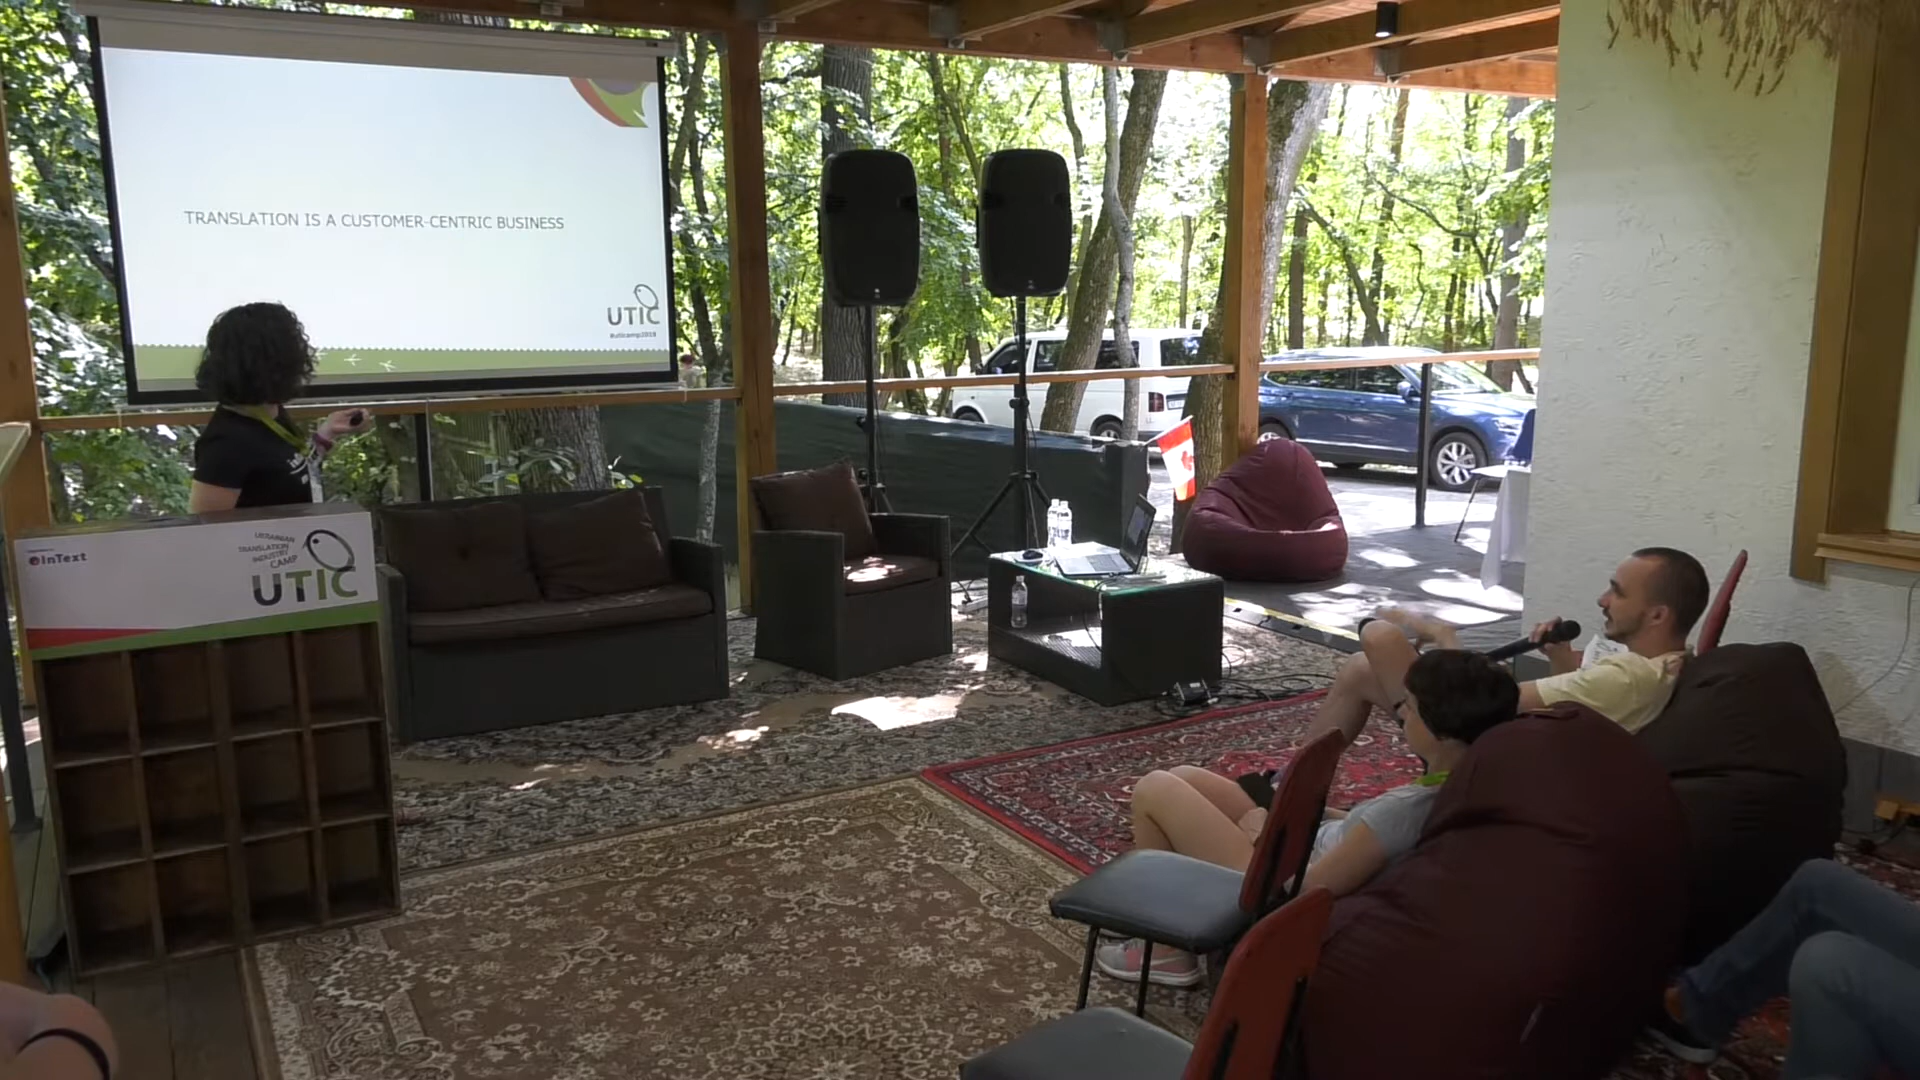 TRANSLATION IS A CUSTOMER-CENTRIC BUSINESS
UTIC
#uticamp2019
InText
UKRAINIAN
TRANSLATION
INDUSTRY
CAMP
UTIC